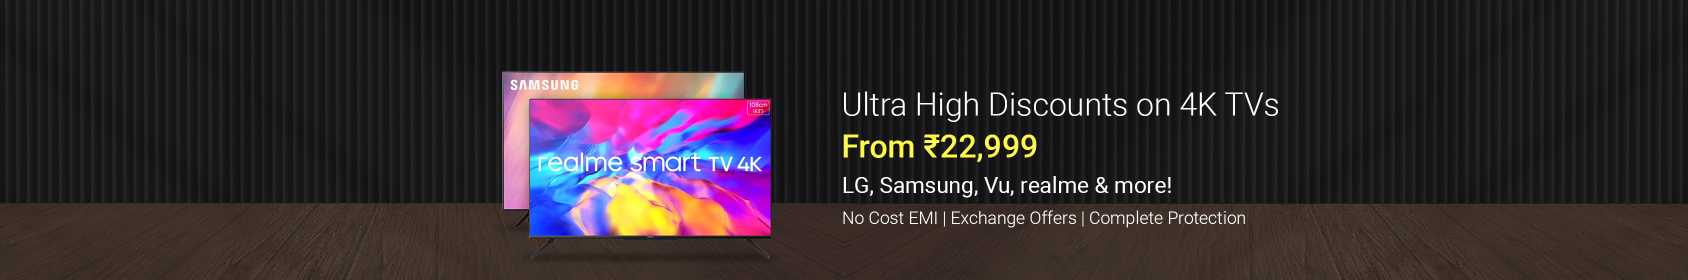 SAMSUNG
108cm
realme smart TV 4K
Ultra High Discounts on 4K TVs
From ₹22,999
LG, Samsung, Vu, realme & more!
No Cost EMI | Exchange Offers | Complete Protection